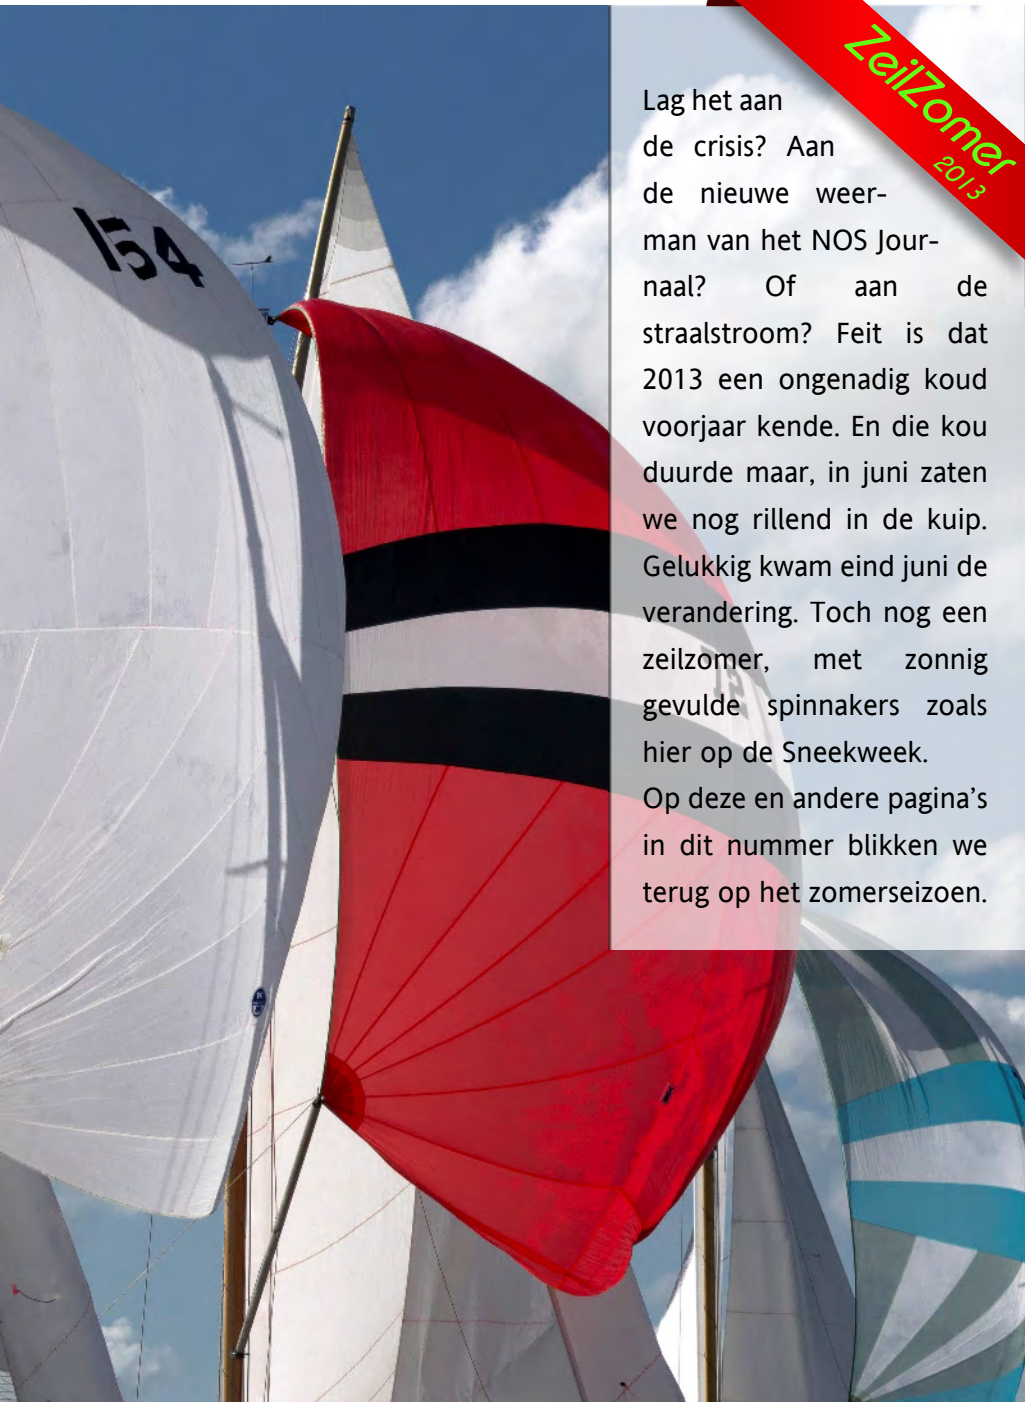 ZeilZomer
2013
154
Lag het aan
de crisis? Aan
de nieuwe weer-
man van het NOS Jour-
naal? Of aan de
straalstroom? Feit is dat
2013 een ongenadig koud
voorjaar kende. En die kou
duurde maar, in juni zaten
we nog rillend in de kuip.
Gelukkig kwam eind juni de
verandering. Toch nog een
zeilzomer, met zonnig
gevulde spinnakers zoals
hier op de Sneekweek.
Op deze en andere pagina's
in dit nummer blikken we
terug op het zomerseizoen.